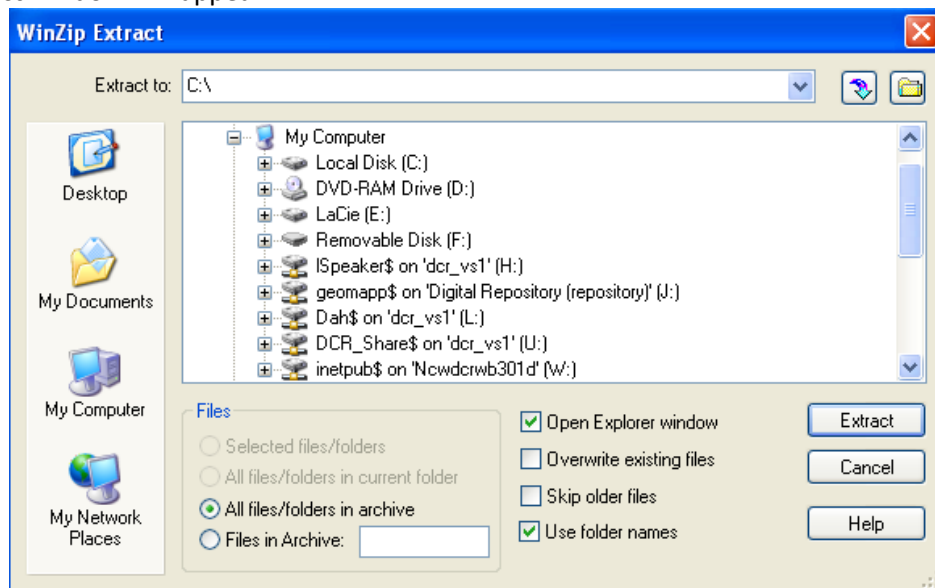 WinZip Extract
Extract to: C:\
Desktop
My Documents
My Computer
My Network
Places
My Computer
Local Disk (C:)
DVD-RAM Drive (D:)
LaCie (E:)
Removable Disk (F:)
ISpeaker$ on 'dcr_vs1' (H:)
geomapp$ on 'Digital Repository (repository)' (J:)
Dah$ on 'dcr_vs1' (L:)
DCR_Share$ on 'dcr_vs1' (U:)
inetpub$ on 'Ncwdcrwb301d' (W:)
Files
Selected files/folders
All files/folders in current folder
All files/folders in archive
Files in Archive:
Open Explorer window
Overwrite existing files
Skip older files
Use folder names
Extract
Cancel
Help